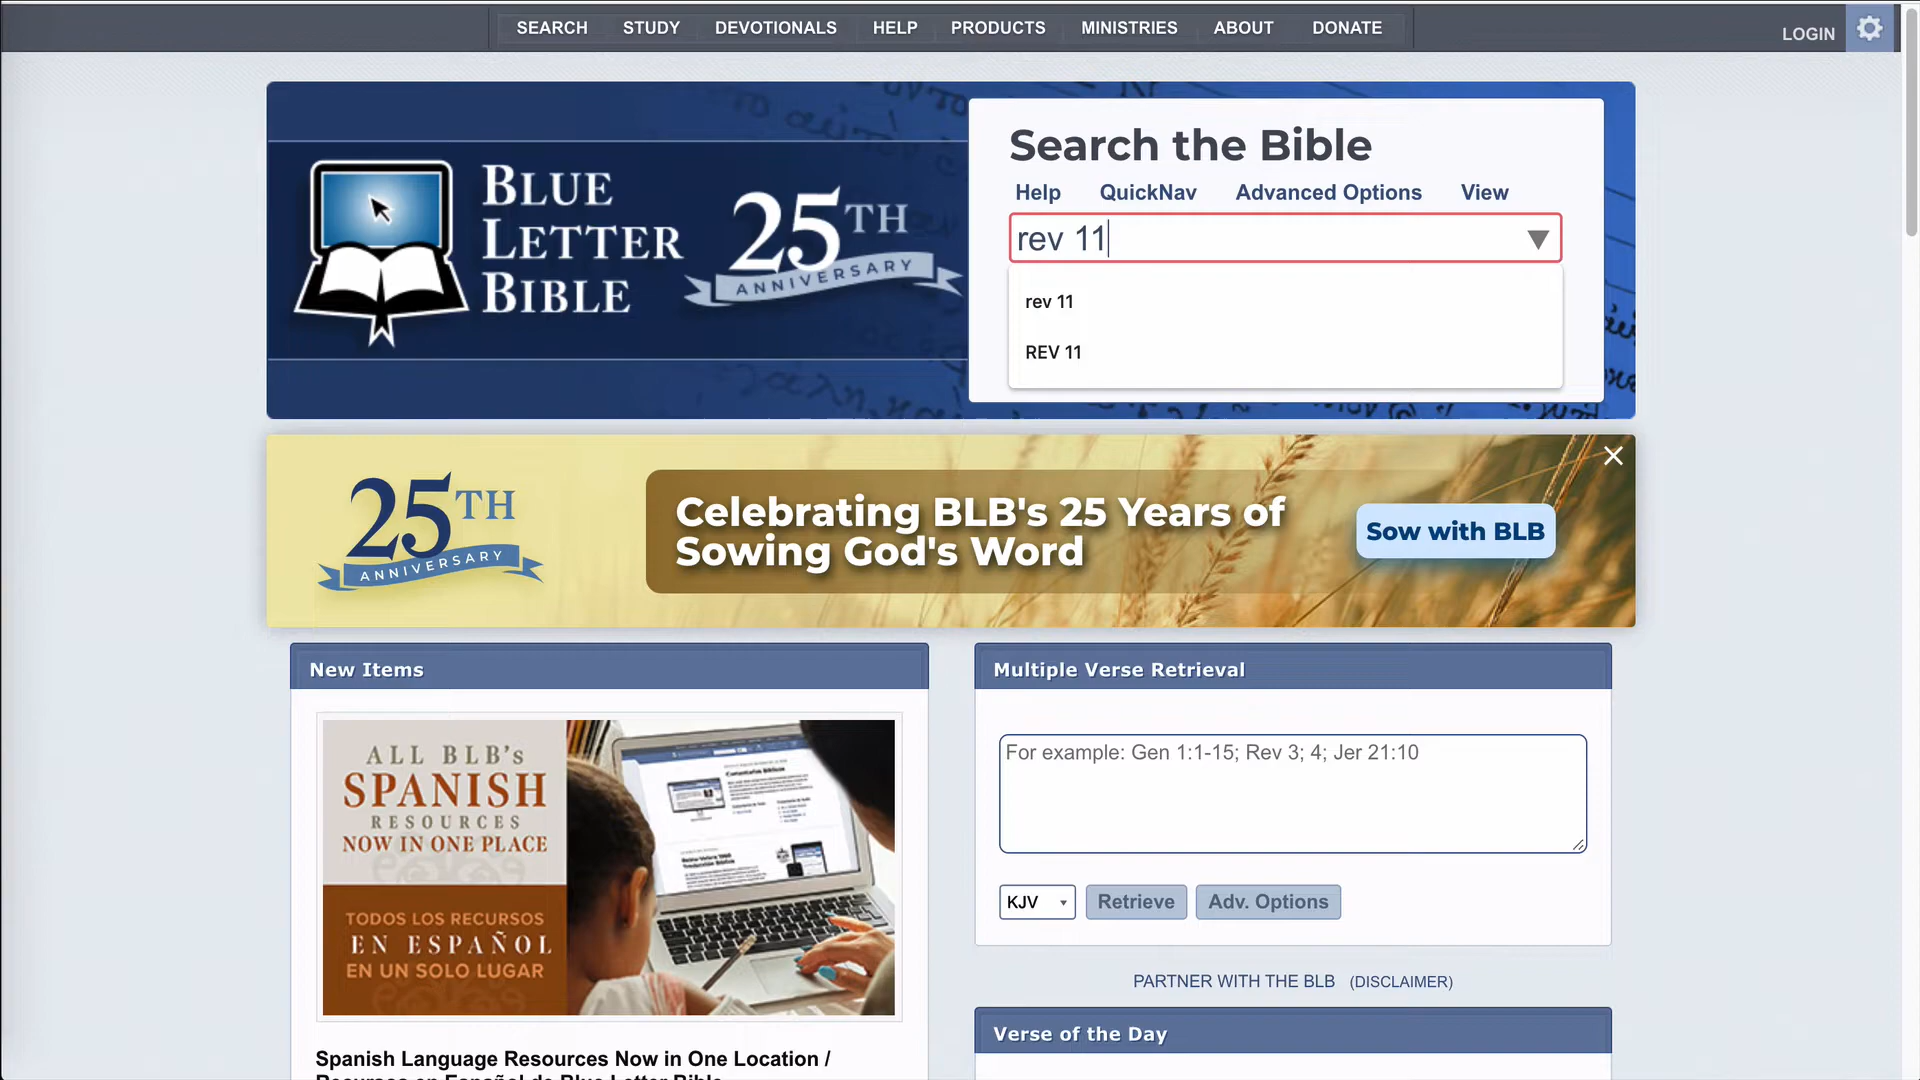 SEARCH STUDY DEVOTIONALS HELP PRODUCTS MINISTRIES ABOUT DONATE
LOGIN
BLUE
LETTER
BIBLE
25TH
ANNIVERSARY
Search the Bible
Help QuickNav Advanced Options View
rev 11
rev 11
REV 11
25TH
ANNIVERSARY
Celebrating BLB's 25 Years of
Sowing God's Word
Sow with BLB
New Items
ALL BLB's
SPANISH
RESOURCES
NOW IN ONE PLACE
TODOS LOS RECURSOS
EN ESPAÑOL
EN UN SOLO LUGAR
Spanish Language Resources Now in One Location /
Recursos en Español de Blue Letter Bible
Multiple Verse Retrieval
For example: Gen 1:1-15; Rev 3; 4; Jer 21:10
KJV Retrieve Adv. Options
PARTNER WITH THE BLB (DISCLAIMER)
Verse of the Day